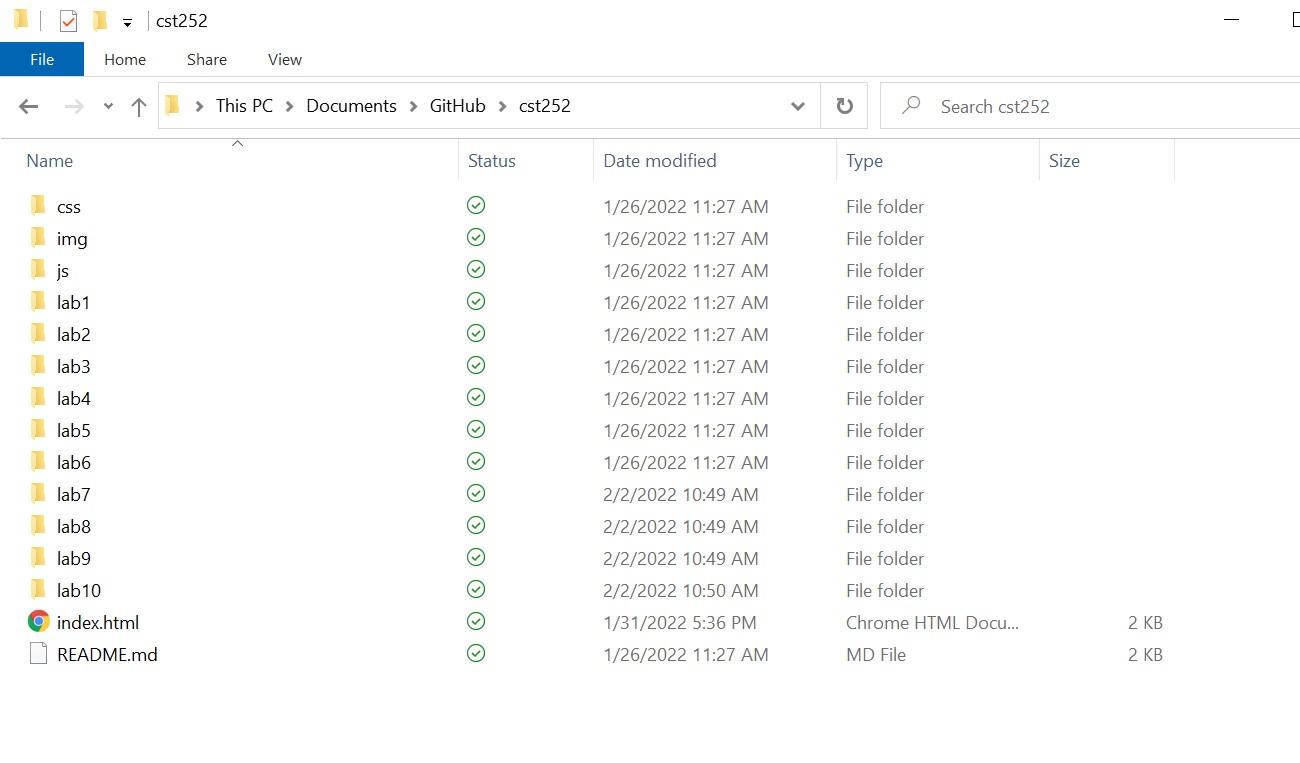 cst252
File Home Share View
This PC Documents GitHub cst252 Search cst252
Name Status Date modified Type Size
css 1/26/2022 11:27 AM File folder
img 1/26/2022 11:27 AM File folder
js 1/26/2022 11:27 AM File folder
lab1 1/26/2022 11:27 AM File folder
lab2 1/26/2022 11:27 AM File folder
lab3 1/26/2022 11:27 AM File folder
lab4 1/26/2022 11:27 AM File folder
lab5 1/26/2022 11:27 AM File folder
lab6 1/26/2022 11:27 AM File folder
lab7 2/2/2022 10:49 AM File folder
lab8 2/2/2022 10:49 AM File folder
lab9 2/2/2022 10:49 AM File folder
lab10 2/2/2022 10:50 AM File folder
index.html 1/31/2022 5:36 PM Chrome HTML Docu... 2 KB
README.md 1/26/2022 11:27 AM MD File 2 KB